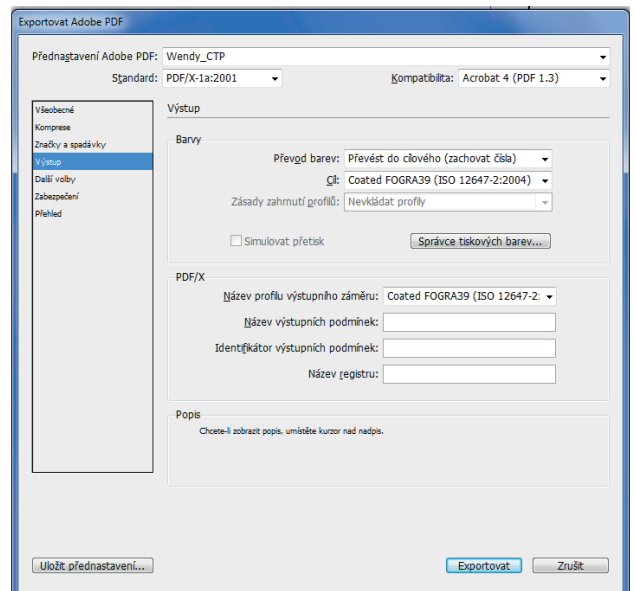 Exportovat Adobe PDF
Přednastavení Adobe PDF: Wendy_CTP
Standard: PDF/X-1a:2001 Kompatibilita: Acrobat 4 (PDF 1.3)
Všeobecné
Komprese
Značky a spadávky
Výstup
Další volby
Zabezpečení
Přehled
Výstup
Barvy
Převod barev: Převést do cílového (zachovat čísla)
Cíl: Coated FOGRA39 (ISO 12647-2:2004)
Zásady zahrnutí profilů: Nevkládat profily
Simulovat přetisk Správce tiskových barev...
PDF/X
Název profilu výstupního záměru: Coated FOGRA39 (ISO 12647-2:
Název výstupních podmínek:
Identifikátor výstupních podmínek:
Název registru:
Popis
Chcete-li zobrazit popis, umístěte kurzor nad nadpis.
Uložit přednastavení... Exportovat Zrušit